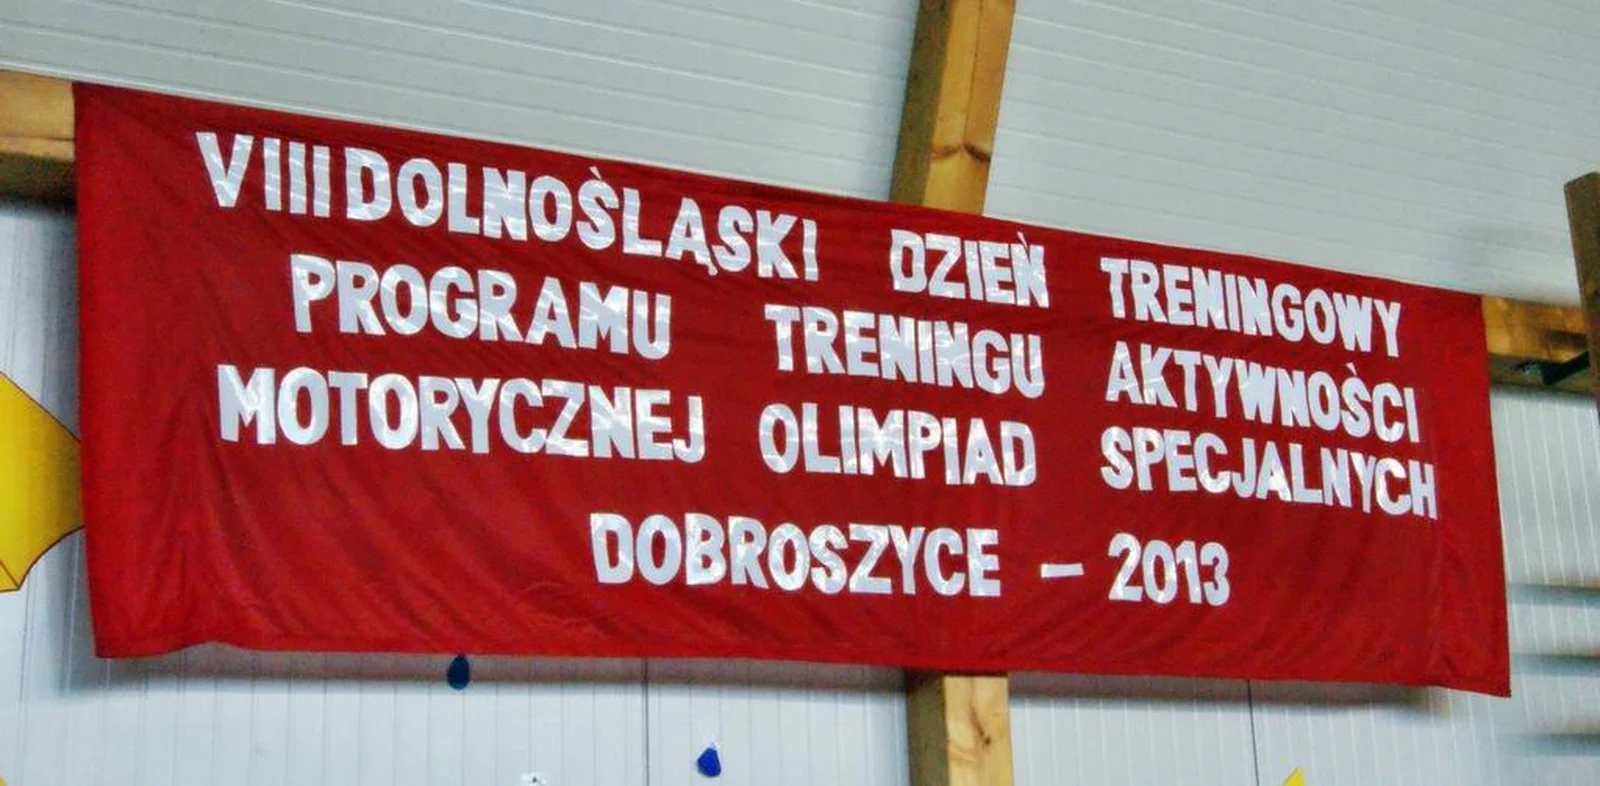 VIII DOLNOŚLĄSKI DZIEŃ TRENINGOWY
PROGRAMU TRENINGU AKTYWNOŚCI
MOTORYCZNEJ OLIMPIAD SPECJALNYCH
DOBROSZYCE – 2013